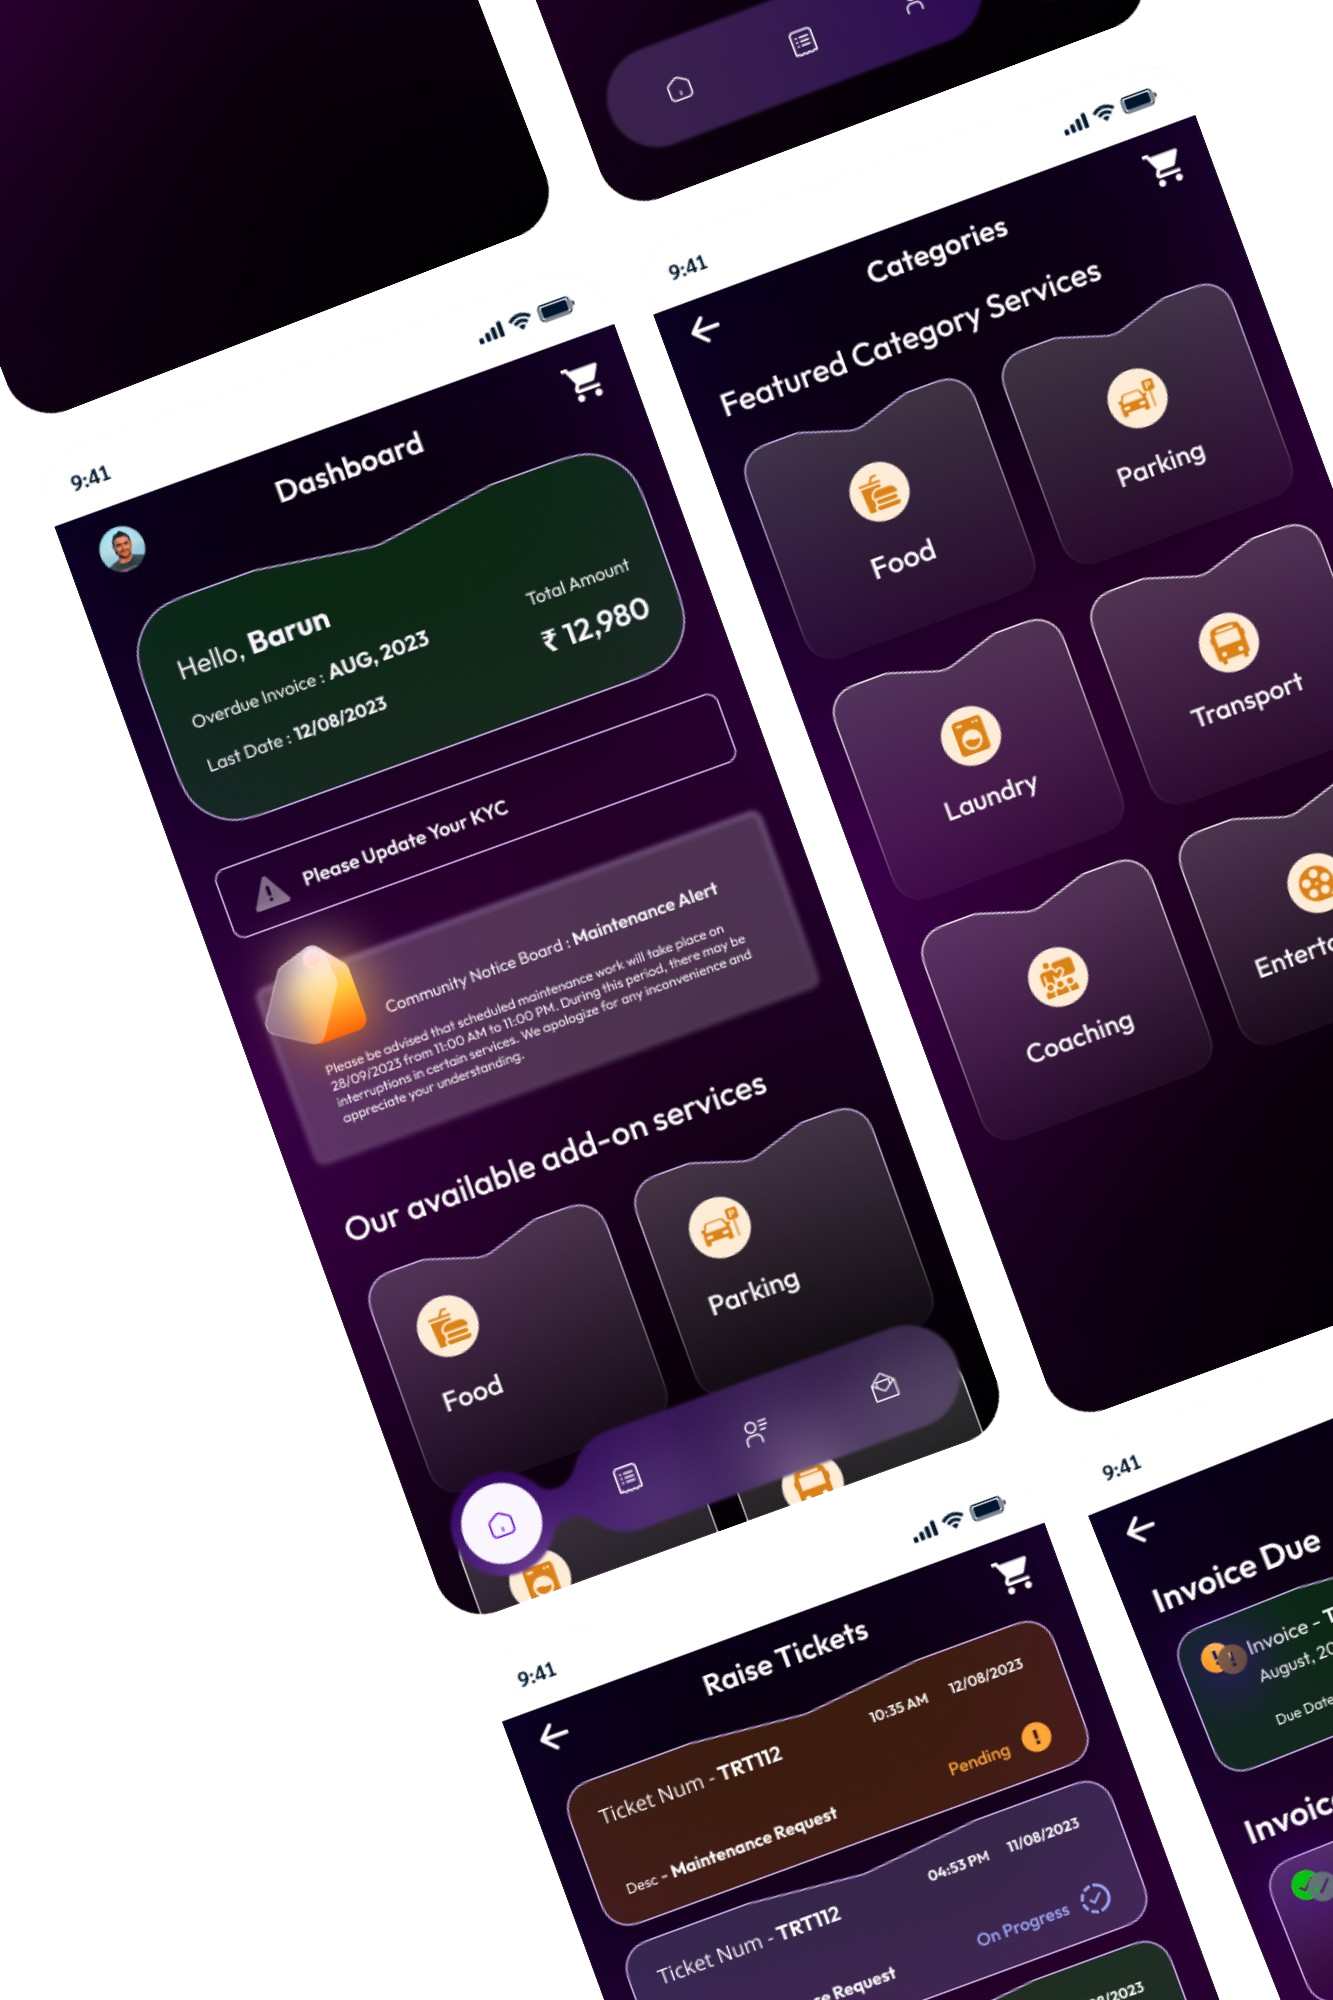 9:41
Categories
Featured Category Services
Food
Parking
Laundry
Transport
Coaching
9:41
Dashboard
Hello, Barun
Overdue Invoice : AUG, 2023
Last Date : 12/08/2023
Total Amount
₹ 12,980
Please Update Your KYC
Community Notice Board : Maintenance Alert
Please be advised that scheduled maintenance work will take place on
28/09/2023 from 11:00 AM to 11:00 PM. During this period, there may be
interruptions in certain services. We apologize for any inconvenience and
appreciate your understanding.
Our available add-on services
Food
Parking
9:41
Raise Tickets
10:35 AM 12/08/2023
Ticket Num - TRT112
Pending
Desc - Maintenance Request
04:53 PM 11/08/2023
Ticket Num - TRT112
On Progress
Request
9:41
Invoice Due
Invoice -
August,
Due Date